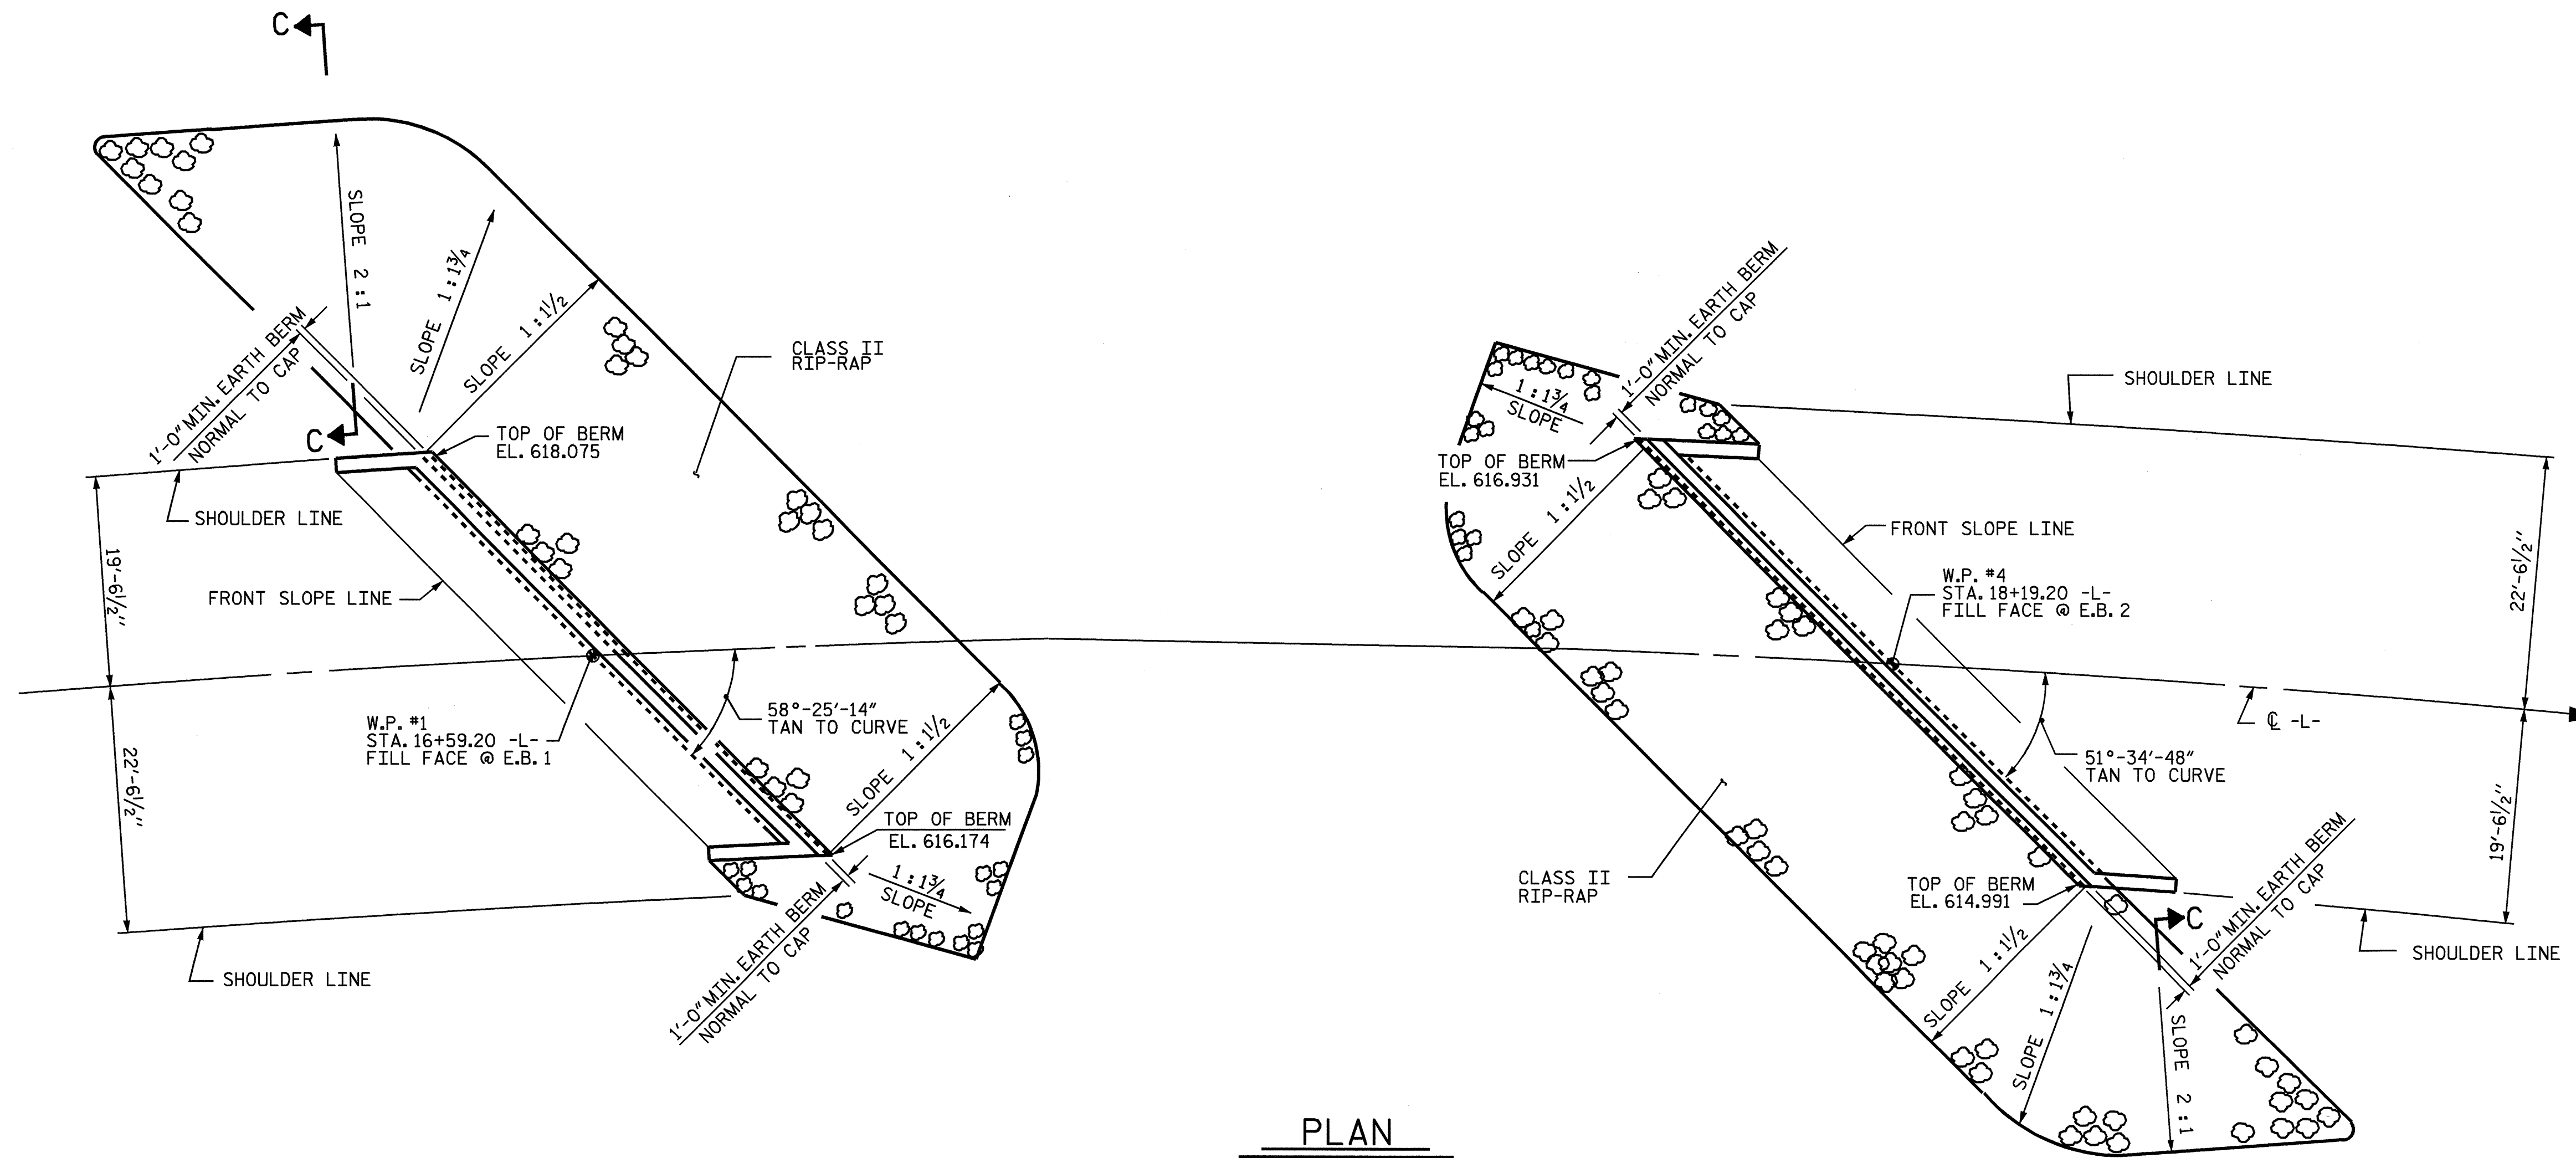 C
SLOPE 2 : 1
SLOPE 1 : 1¾
SLOPE 1 : 1½
1'-0" MIN. EARTH BERM
NORMAL TO CAP
CLASS II
RIP-RAP
C
TOP OF BERM
EL. 618.075
SHOULDER LINE
19'-6½"
FRONT SLOPE LINE
W.P. #1
STA. 16+59.20 -L-
FILL FACE @ E.B. 1
58°-25'-14"
TAN TO CURVE
22'-6½"
SLOPE 1 : 1½
TOP OF BERM
EL. 616.174
1 : 1¾
SLOPE
1'-0" MIN. EARTH BERM
NORMAL TO CAP
SHOULDER LINE
1'-0" MIN. EARTH BERM
NORMAL TO CAP
SHOULDER LINE
1 : 1¾
SLOPE
TOP OF BERM
EL. 616.931
SLOPE 1 : 1½
FRONT SLOPE LINE
W.P. #4
STA. 18+19.20 -L-
FILL FACE @ E.B. 2
22'-6½"
℄ -L-
51°-34'-48"
TAN TO CURVE
19'-6½"
CLASS II
RIP-RAP
TOP OF BERM
EL. 614.991
C
1'-0" MIN. EARTH BERM
NORMAL TO CAP
SHOULDER LINE
SLOPE 1 : 1½
SLOPE 1 : 1¾
SLOPE 2 : 1
PLAN